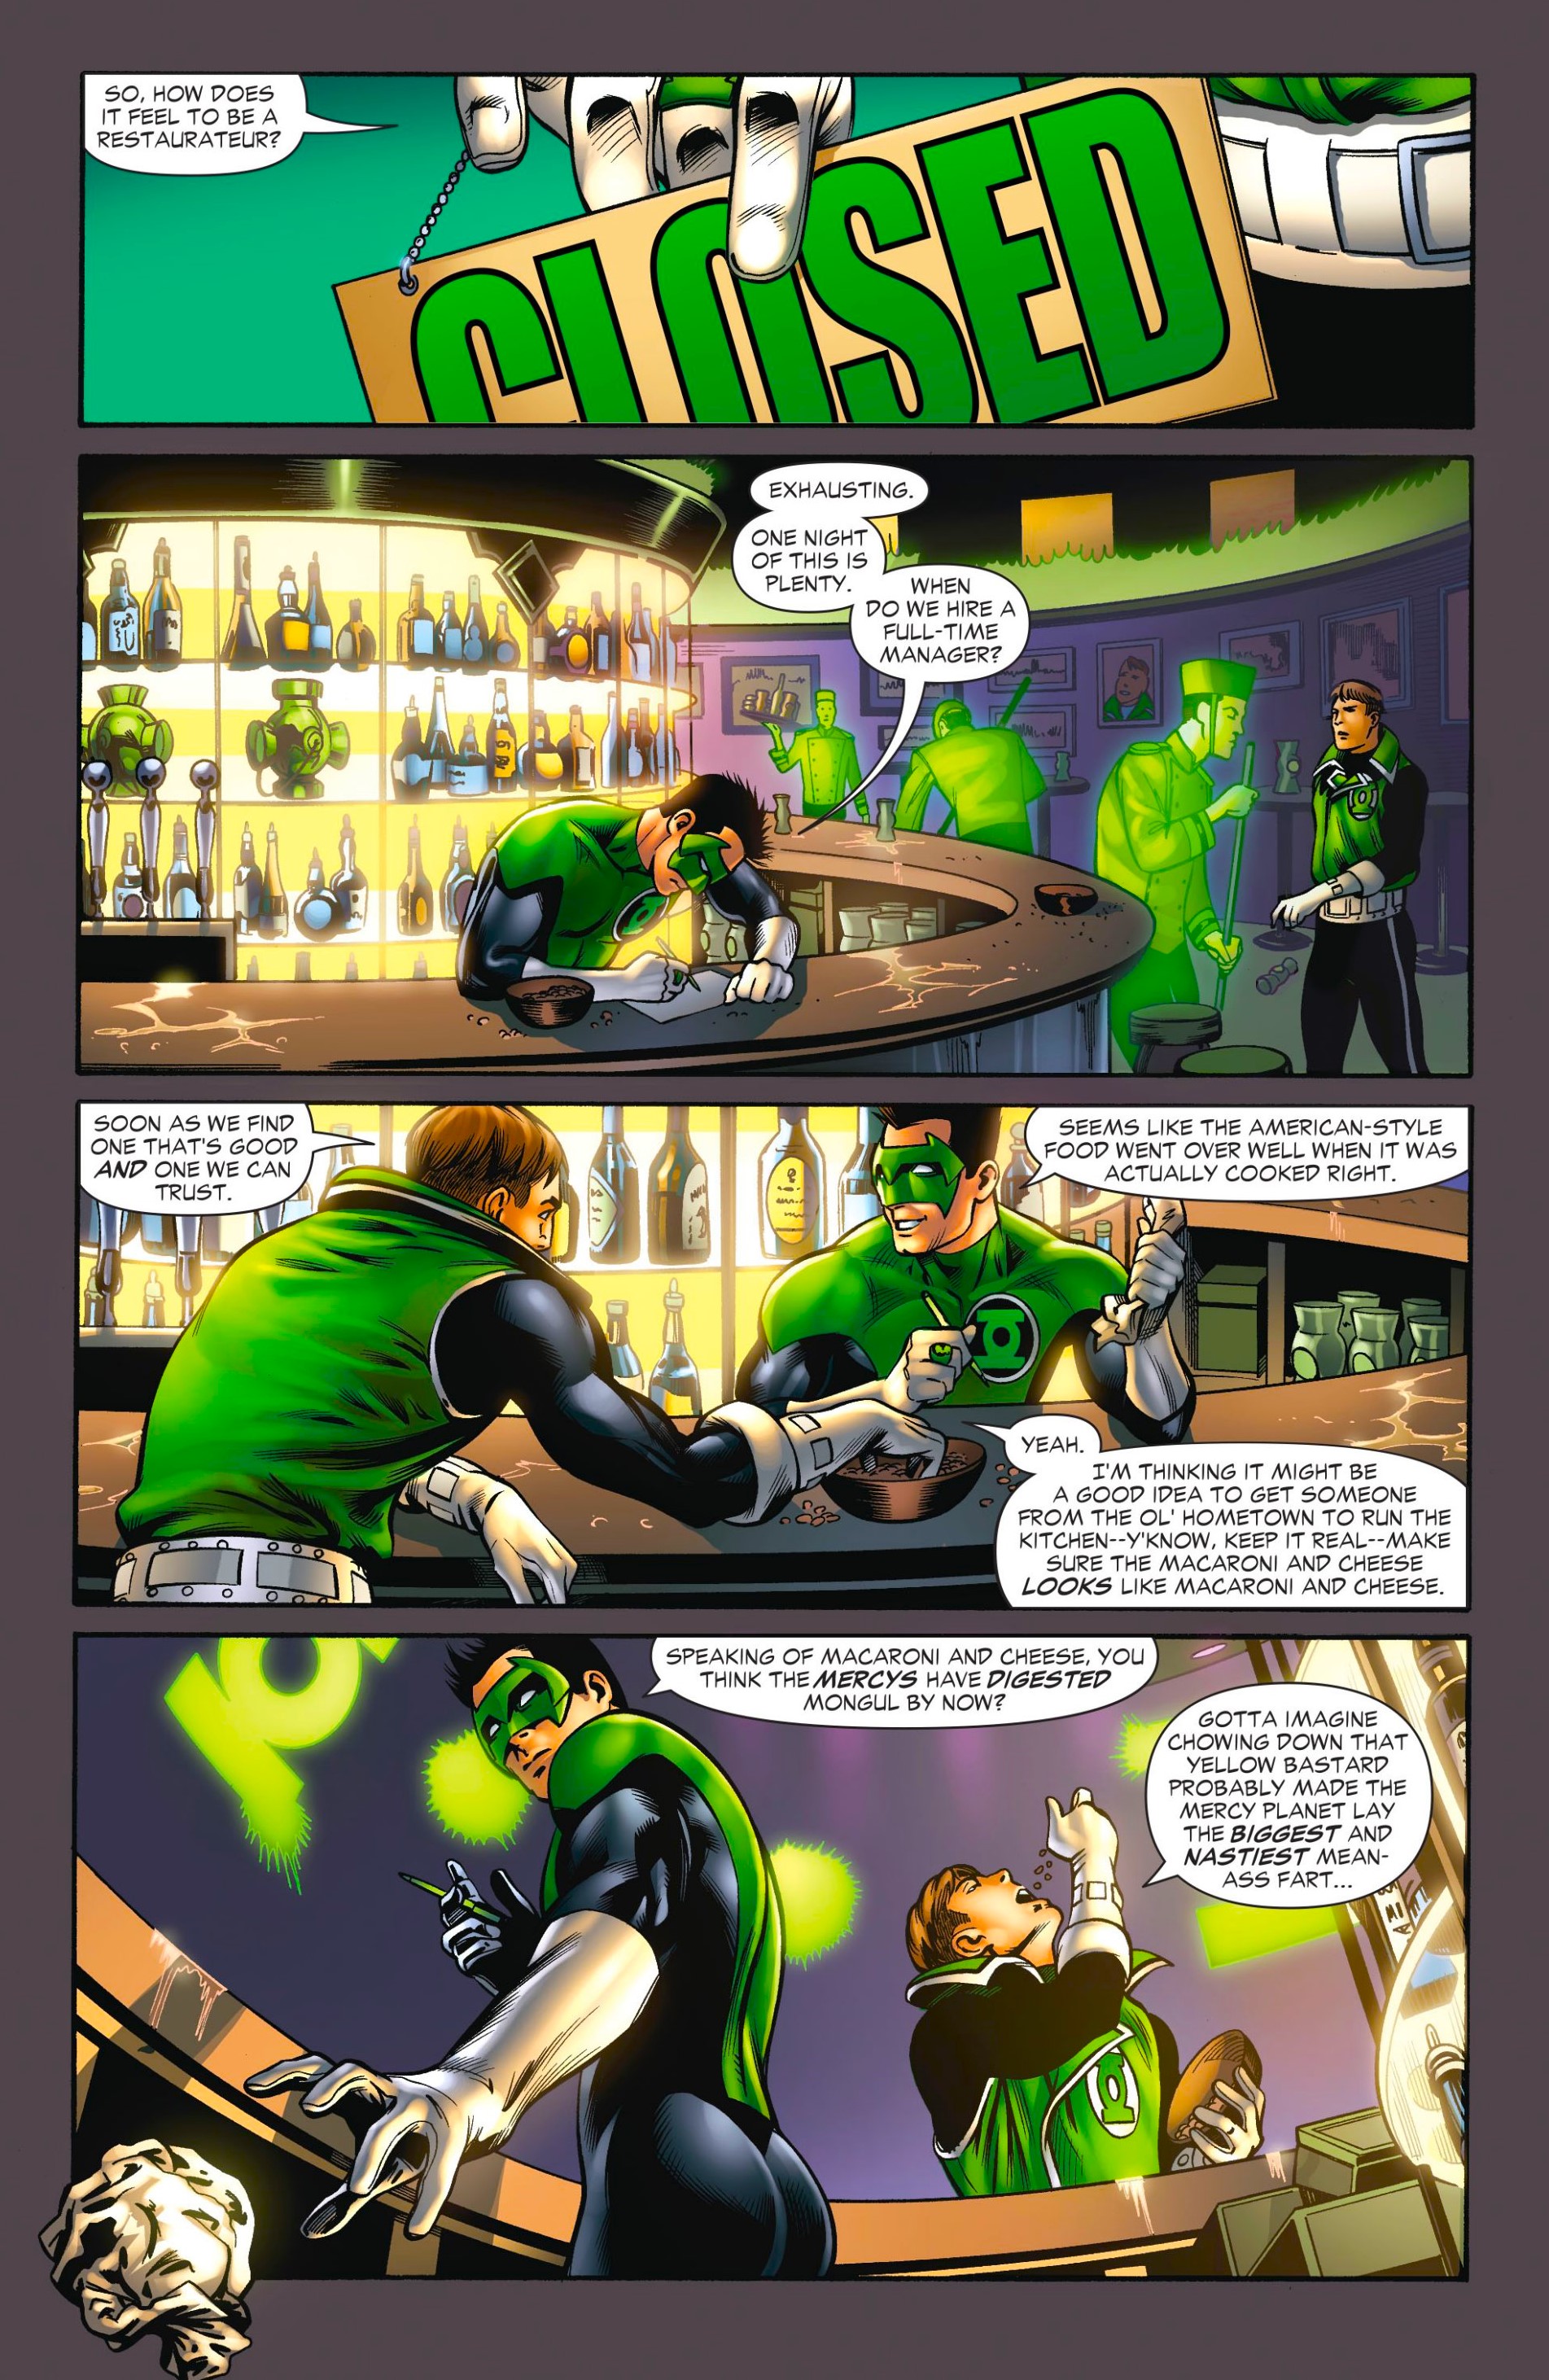 SO, HOW DOES
IT FEEL TO BE A
RESTAURATEUR?
CLOSED
EXHAUSTING.
ONE NIGHT
OF THIS IS
PLENTY.
WHEN
DO WE HIRE A
FULL-TIME
MANAGER?
SOON AS WE FIND
ONE THAT'S GOOD
AND ONE WE CAN
TRUST.
SEEMS LIKE THE AMERICAN-STYLE
FOOD WENT OVER WELL WHEN IT WAS
ACTUALLY COOKED RIGHT.
YEAH.
I'M THINKING IT MIGHT BE
A GOOD IDEA TO GET SOMEONE
FROM THE OL' HOMETOWN TO RUN THE
KITCHEN--Y'KNOW, KEEP IT REAL--MAKE
SURE THE MACARONI AND CHEESE
LOOKS LIKE MACARONI AND CHEESE.
SPEAKING OF MACARONI AND CHEESE, YOU
THINK THE MERCYS HAVE DIGESTED
MONGUL BY NOW?
GOTTA IMAGINE
CHOWING DOWN THAT
YELLOW BASTARD
PROBABLY MADE THE
MERCY PLANET LAY
THE BIGGEST AND
NASTIEST MEAN-
ASS FART...